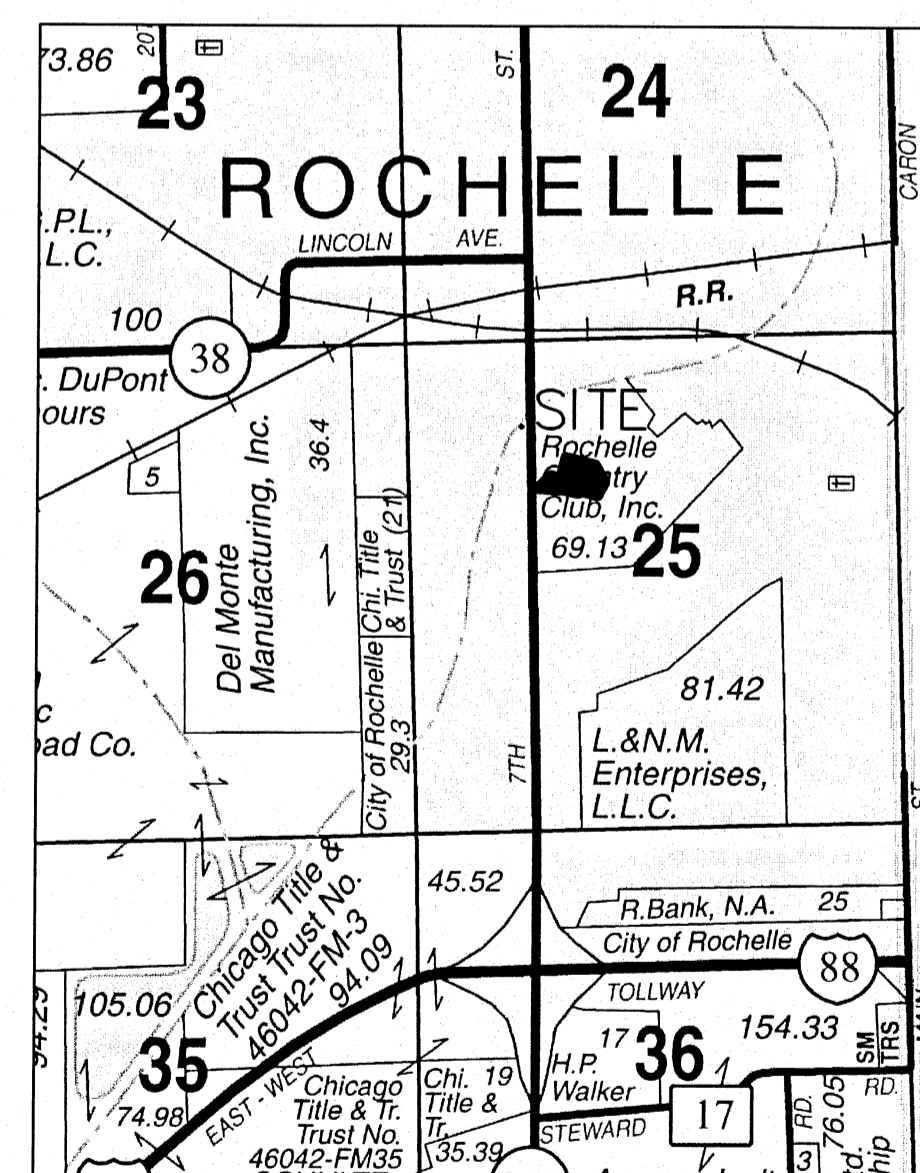 73.86
20
23
ST.
24
CARON
ROCHELLE
.P.L.,
L.C.
LINCOLN AVE.
R.R.
100
38
. DuPont
ours
SITE
Rochelle
Club, Inc.
69.13
25
5
36.4
Del Monte
Manufacturing, Inc.
26
Chi. Title
& Trust (21)
City of Rochelle
29.3
7TH
81.42
L.&N.M.
Enterprises,
L.L.C.
c
ad Co.
ST.
45.52
R.Bank, N.A. 25
City of Rochelle
88
TOLLWAY
Chicago Title &
Trust Trust No.
46042-FM-3
94.09
105.06
94.29
35
74.98
EAST - WEST
Chicago
Title & Tr.
Trust No.
46042-FM35
Chi. 19
Title &
Tr.
35.39
17
36
154.33
SM
TRS
H.P.
Walker
17
STEWARD
RD.
RD.
76.05
3
d.
hip